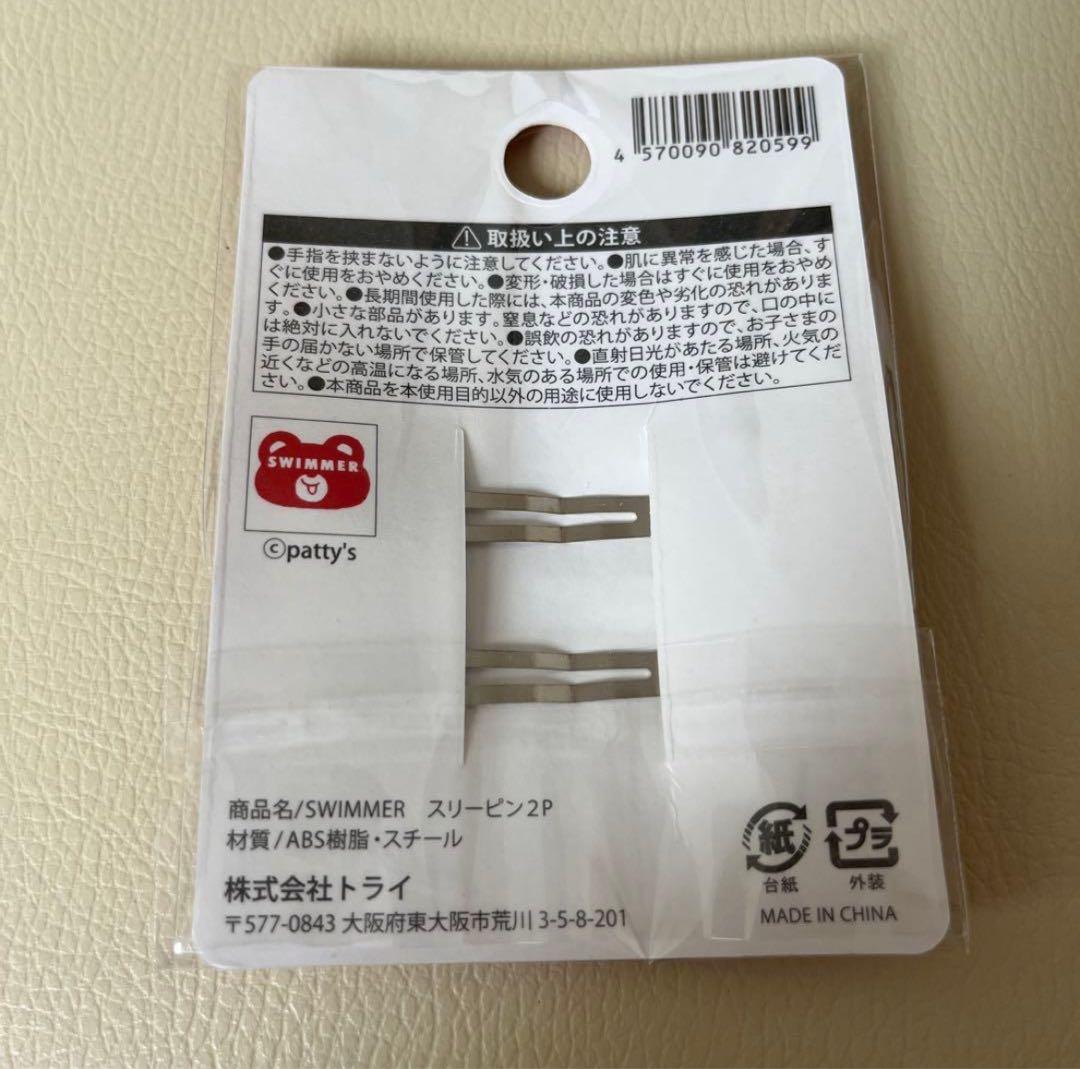 4 570090 820599
取扱い上の注意
●手指を挟まないように注意してください。●肌に異常を感じた場合、す
ぐに使用をおやめください。●変形・破損した場合はすぐに使用をおやめ
ください。●長期間使用した際には、本商品の変色や劣化の恐れがありま
す。●小さな部品があります。窒息などの恐れがありますので、口の中に
は絶対に入れないでください。●誤飲の恐れがありますので、お子さまの
手の届かない場所で保管してください。●直射日光があたる場所、火気の
近くなどの高温になる場所、水気のある場所での使用・保管は避けてくだ
さい。●本商品を本使用目的以外の用途に使用しないでください。
SWIMMER
ⓒpatty's
商品名/SWIMMER　スリーピン2P
材質/ABS樹脂・スチール
株式会社トライ
〒577-0843 大阪府東大阪市荒川 3-5-8-201
紙
台紙
プラ
外装
MADE IN CHINA